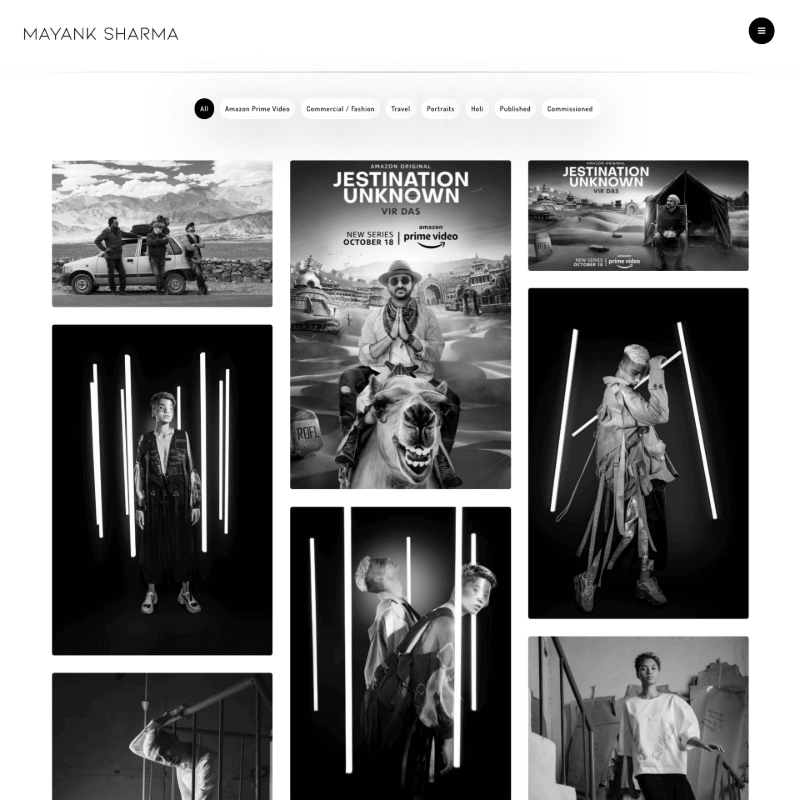 MAYANK SHARMA
All
Amazon Prime Video
Commercial / Fashion
Travel
Portraits
Holi
Published
Commissioned
AMAZON ORIGINAL
JESTINATION
UNKNOWN
VIR DAS
NEW SERIES
OCTOBER 18
amazon
prime video
ROFL
AMAZON ORIGINAL
JESTINATION
UNKNOWN
VIR DAS
NEW SERIES
OCTOBER 18
amazon
prime video
ROFL